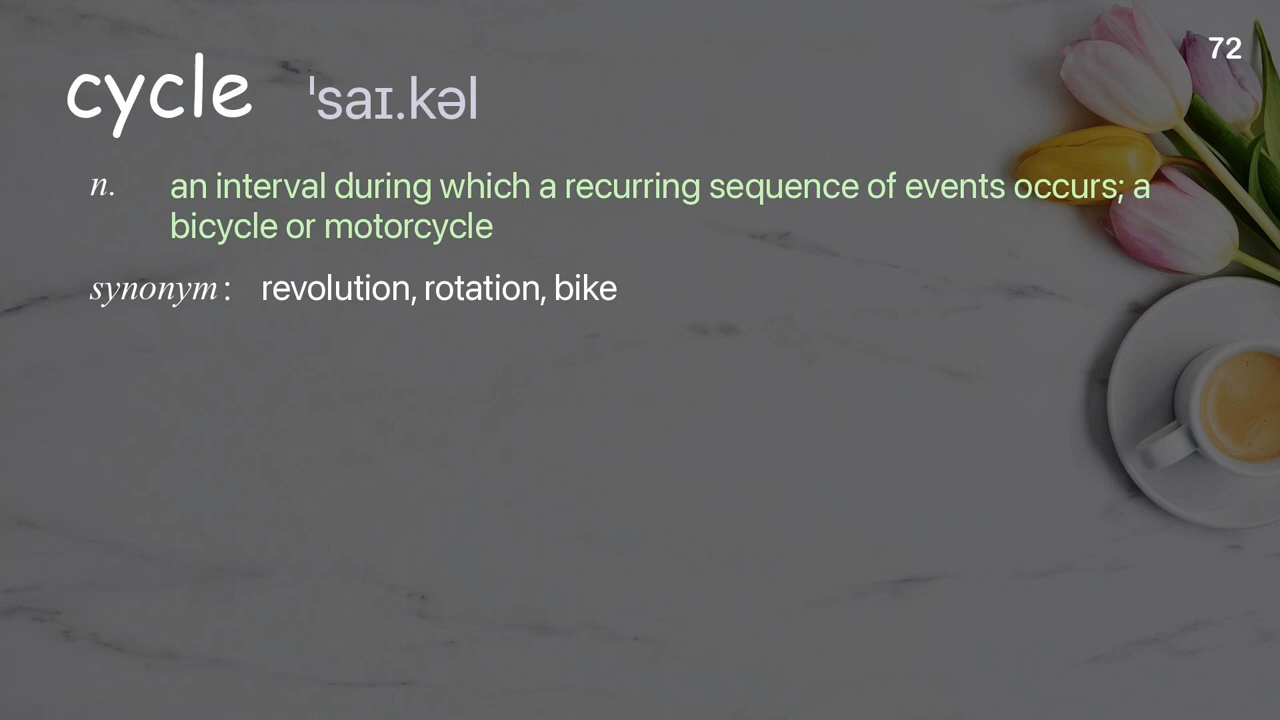 72
cycle ˈsaɪ.kəl
n. an interval during which a recurring sequence of events occurs; a
bicycle or motorcycle
synonym: revolution, rotation, bike